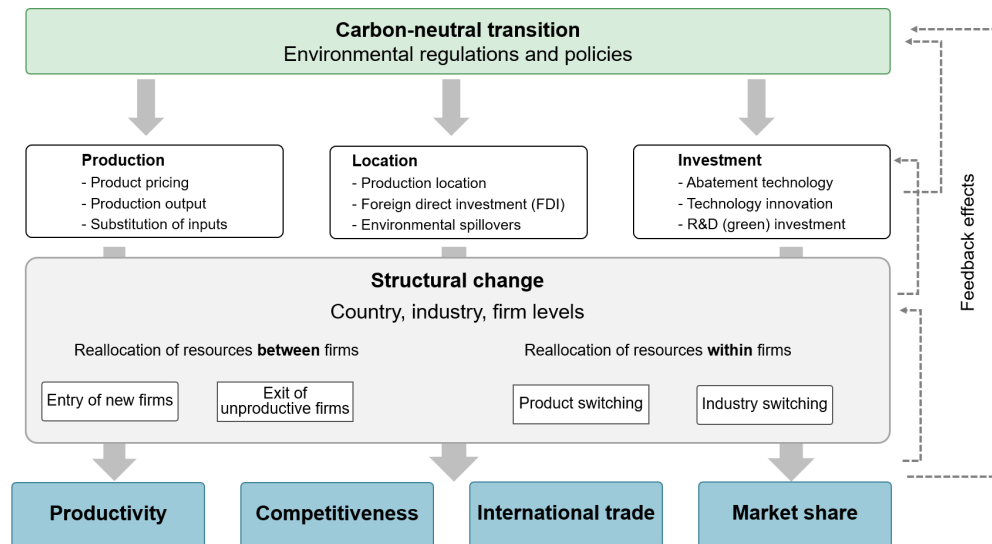 Carbon-neutral transition
Environmental regulations and policies
Production
- Product pricing
- Production output
- Substitution of inputs
Location
- Production location
- Foreign direct investment (FDI)
- Environmental spillovers
Investment
- Abatement technology
- Technology innovation
- R&D (green) investment
Structural change
Country, industry, firm levels
Reallocation of resources between firms
Entry of new firms
Exit of
unproductive firms
Reallocation of resources within firms
Product switching
Industry switching
Productivity
Competitiveness
International trade
Market share
Feedback effects